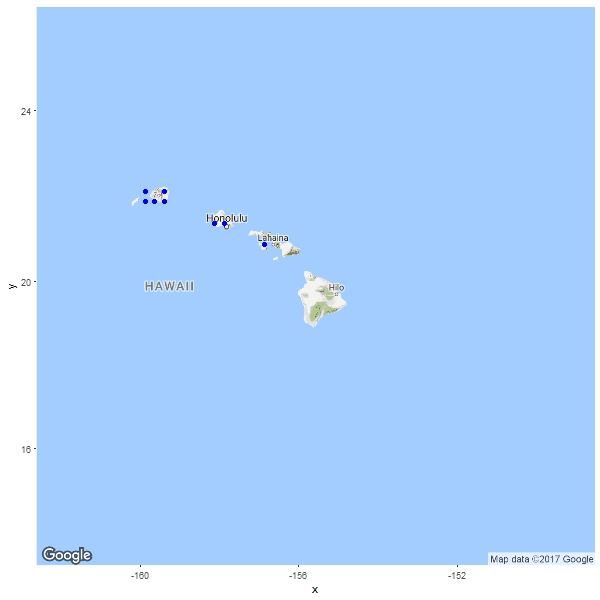 24
Honolulu
Lahaina
y
20
HAWAII
Hilo
16
Google
Map data ©2017 Google
-160
-156
-152
x